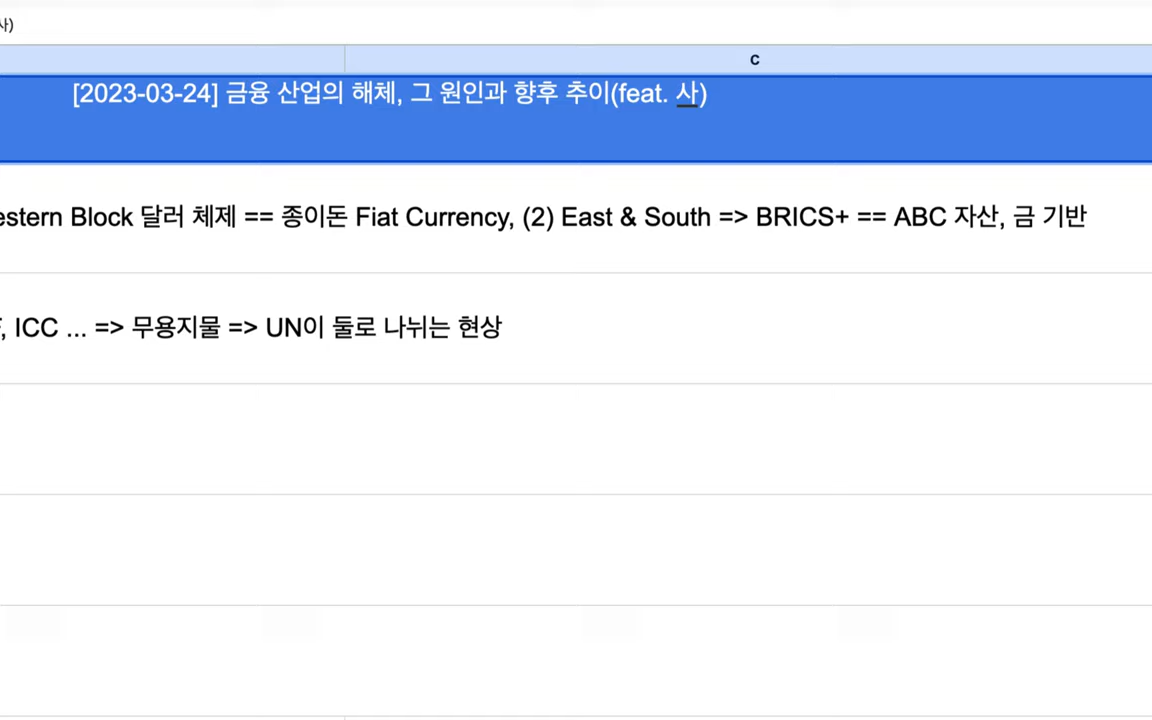 사)
C
[2023-03-24] 금융 산업의 해체, 그 원인과 향후 추이(feat. 사)
estern Block 달러 체제 == 종이돈 Fiat Currency, (2) East & South => BRICS+ == ABC 자산, 금 기반
, ICC ... => 무용지물 => UN이 둘로 나뉘는 현상